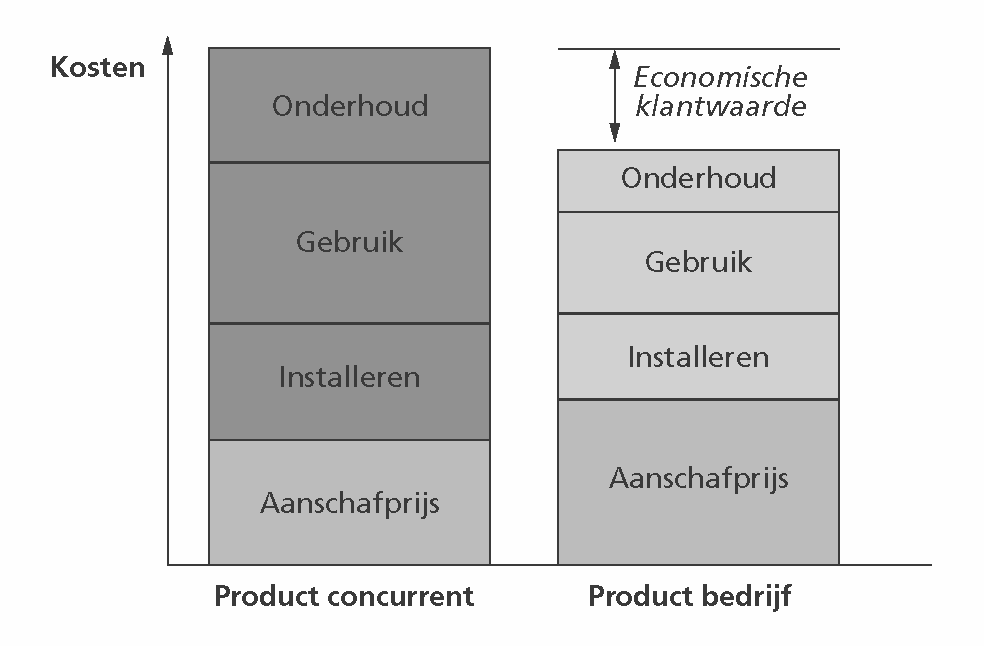 Kosten
Onderhoud
Gebruik
Installeren
Aanschafprijs
Product concurrent
Economische
klantwaarde
Onderhoud
Gebruik
Installeren
Aanschafprijs
Product bedrijf